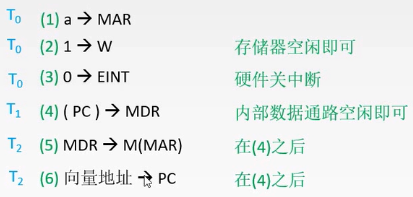 T₀ (1) a → MAR
T₀ (2) 1 → W 存储器空闲即可
T₀ (3) 0 → EINT 硬件关中断
T₁ (4) ( PC ) → MDR 内部数据通路空闲即可
T₂ (5) MDR → M(MAR) 在(4)之后
T₂ (6) 向量地址 → PC 在(4)之后